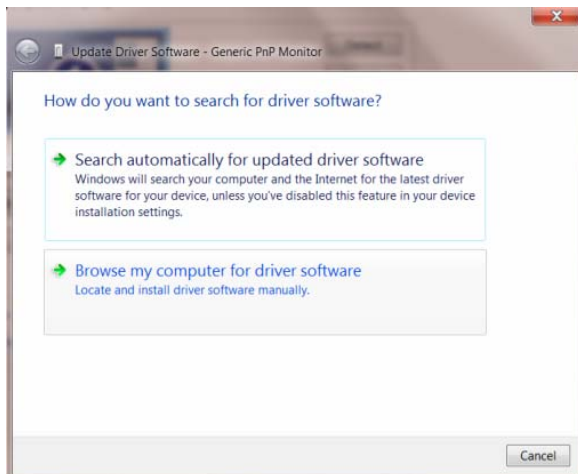 Update Driver Software - Generic PnP Monitor
How do you want to search for driver software?
Search automatically for updated driver software
Windows will search your computer and the Internet for the latest driver
software for your device, unless you've disabled this feature in your device
installation settings.
Browse my computer for driver software
Locate and install driver software manually.
Cancel